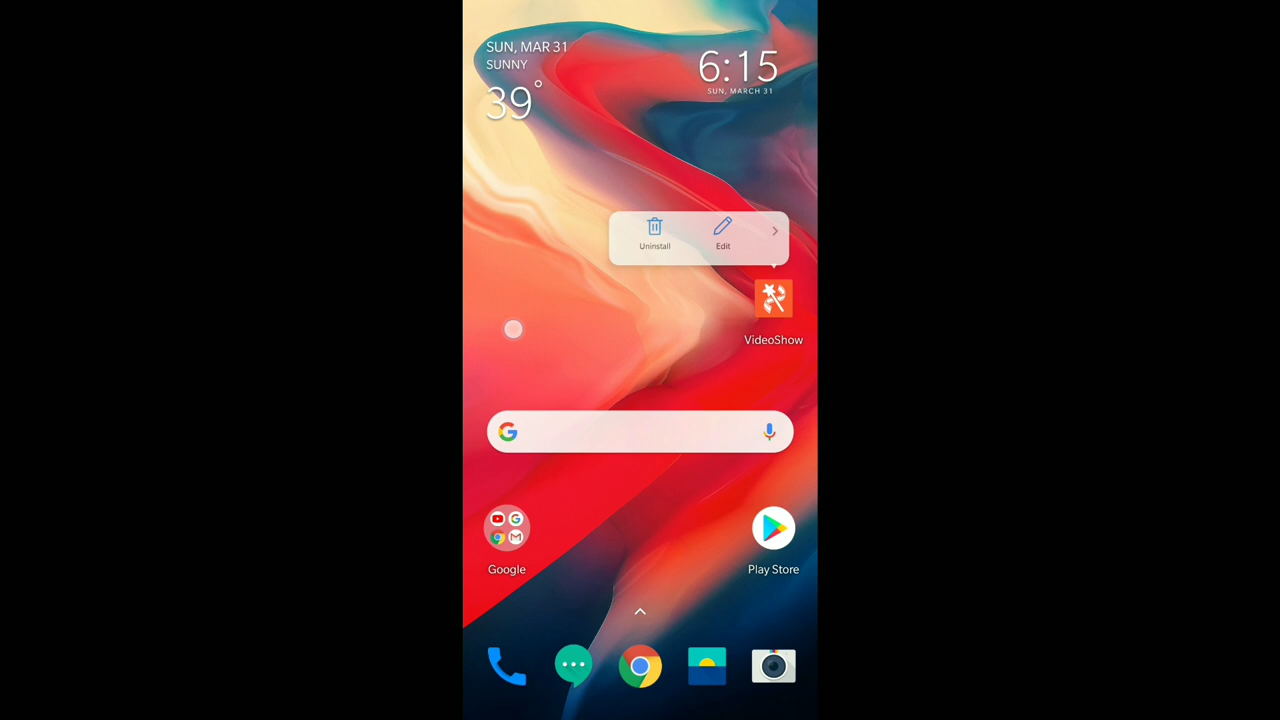 SUN, MAR 31
SUNNY
39°
6:15
SUN, MARCH 31
Uninstall
Edit
VideoShow
Google
Play Store